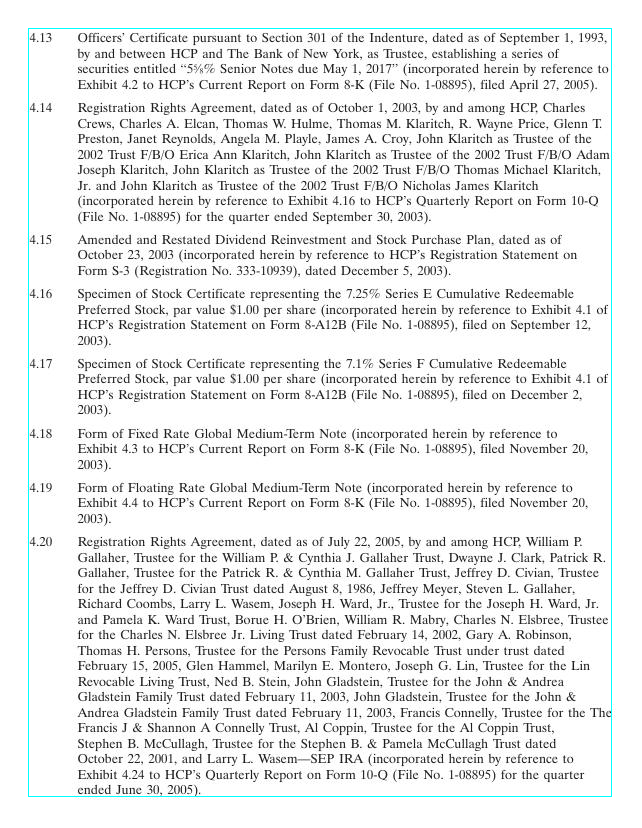 4.13 Officers' Certificate pursuant to Section 301 of the Indenture, dated as of September 1, 1993,
by and between HCP and The Bank of New York, as Trustee, establishing a series of
securities entitled “5⅝% Senior Notes due May 1, 2017” (incorporated herein by reference to
Exhibit 4.2 to HCP's Current Report on Form 8-K (File No. 1-08895), filed April 27, 2005).
4.14 Registration Rights Agreement, dated as of October 1, 2003, by and among HCP, Charles
Crews, Charles A. Elcan, Thomas W. Hulme, Thomas M. Klaritch, R. Wayne Price, Glenn T.
Preston, Janet Reynolds, Angela M. Playle, James A. Croy, John Klaritch as Trustee of the
2002 Trust F/B/O Erica Ann Klaritch, John Klaritch as Trustee of the 2002 Trust F/B/O Adam
Joseph Klaritch, John Klaritch as Trustee of the 2002 Trust F/B/O Thomas Michael Klaritch,
Jr. and John Klaritch as Trustee of the 2002 Trust F/B/O Nicholas James Klaritch
(incorporated herein by reference to Exhibit 4.16 to HCP's Quarterly Report on Form 10-Q
(File No. 1-08895) for the quarter ended September 30, 2003).
4.15 Amended and Restated Dividend Reinvestment and Stock Purchase Plan, dated as of
October 23, 2003 (incorporated herein by reference to HCP's Registration Statement on
Form S-3 (Registration No. 333-10939), dated December 5, 2003).
4.16 Specimen of Stock Certificate representing the 7.25% Series E Cumulative Redeemable
Preferred Stock, par value $1.00 per share (incorporated herein by reference to Exhibit 4.1 of
HCP's Registration Statement on Form 8-A12B (File No. 1-08895), filed on September 12,
2003).
4.17 Specimen of Stock Certificate representing the 7.1% Series F Cumulative Redeemable
Preferred Stock, par value $1.00 per share (incorporated herein by reference to Exhibit 4.1 of
HCP's Registration Statement on Form 8-A12B (File No. 1-08895), filed on December 2,
2003).
4.18 Form of Fixed Rate Global Medium-Term Note (incorporated herein by reference to
Exhibit 4.3 to HCP's Current Report on Form 8-K (File No. 1-08895), filed November 20,
2003).
4.19 Form of Floating Rate Global Medium-Term Note (incorporated herein by reference to
Exhibit 4.4 to HCP's Current Report on Form 8-K (File No. 1-08895), filed November 20,
2003).
4.20 Registration Rights Agreement, dated as of July 22, 2005, by and among HCP, William P.
Gallaher, Trustee for the William P. & Cynthia J. Gallaher Trust, Dwayne J. Clark, Patrick R.
Gallaher, Trustee for the Patrick R. & Cynthia M. Gallaher Trust, Jeffrey D. Civian, Trustee
for the Jeffrey D. Civian Trust dated August 8, 1986, Jeffrey Meyer, Steven L. Gallaher,
Richard Coombs, Larry L. Wasem, Joseph H. Ward, Jr., Trustee for the Joseph H. Ward, Jr.
and Pamela K. Ward Trust, Borue H. O'Brien, William R. Mabry, Charles N. Elsbree, Trustee
for the Charles N. Elsbree Jr. Living Trust dated February 14, 2002, Gary A. Robinson,
Thomas H. Persons, Trustee for the Persons Family Revocable Trust under trust dated
February 15, 2005, Glen Hammel, Marilyn E. Montero, Joseph G. Lin, Trustee for the Lin
Revocable Living Trust, Ned B. Stein, John Gladstein, Trustee for the John & Andrea
Gladstein Family Trust dated February 11, 2003, John Gladstein, Trustee for the John &
Andrea Gladstein Family Trust dated February 11, 2003, Francis Connelly, Trustee for the The
Francis J & Shannon A Connelly Trust, Al Coppin, Trustee for the Al Coppin Trust,
Stephen B. McCullagh, Trustee for the Stephen B. & Pamela McCullagh Trust dated
October 22, 2001, and Larry L. Wasem—SEP IRA (incorporated herein by reference to
Exhibit 4.24 to HCP's Quarterly Report on Form 10-Q (File No. 1-08895) for the quarter
ended June 30, 2005).